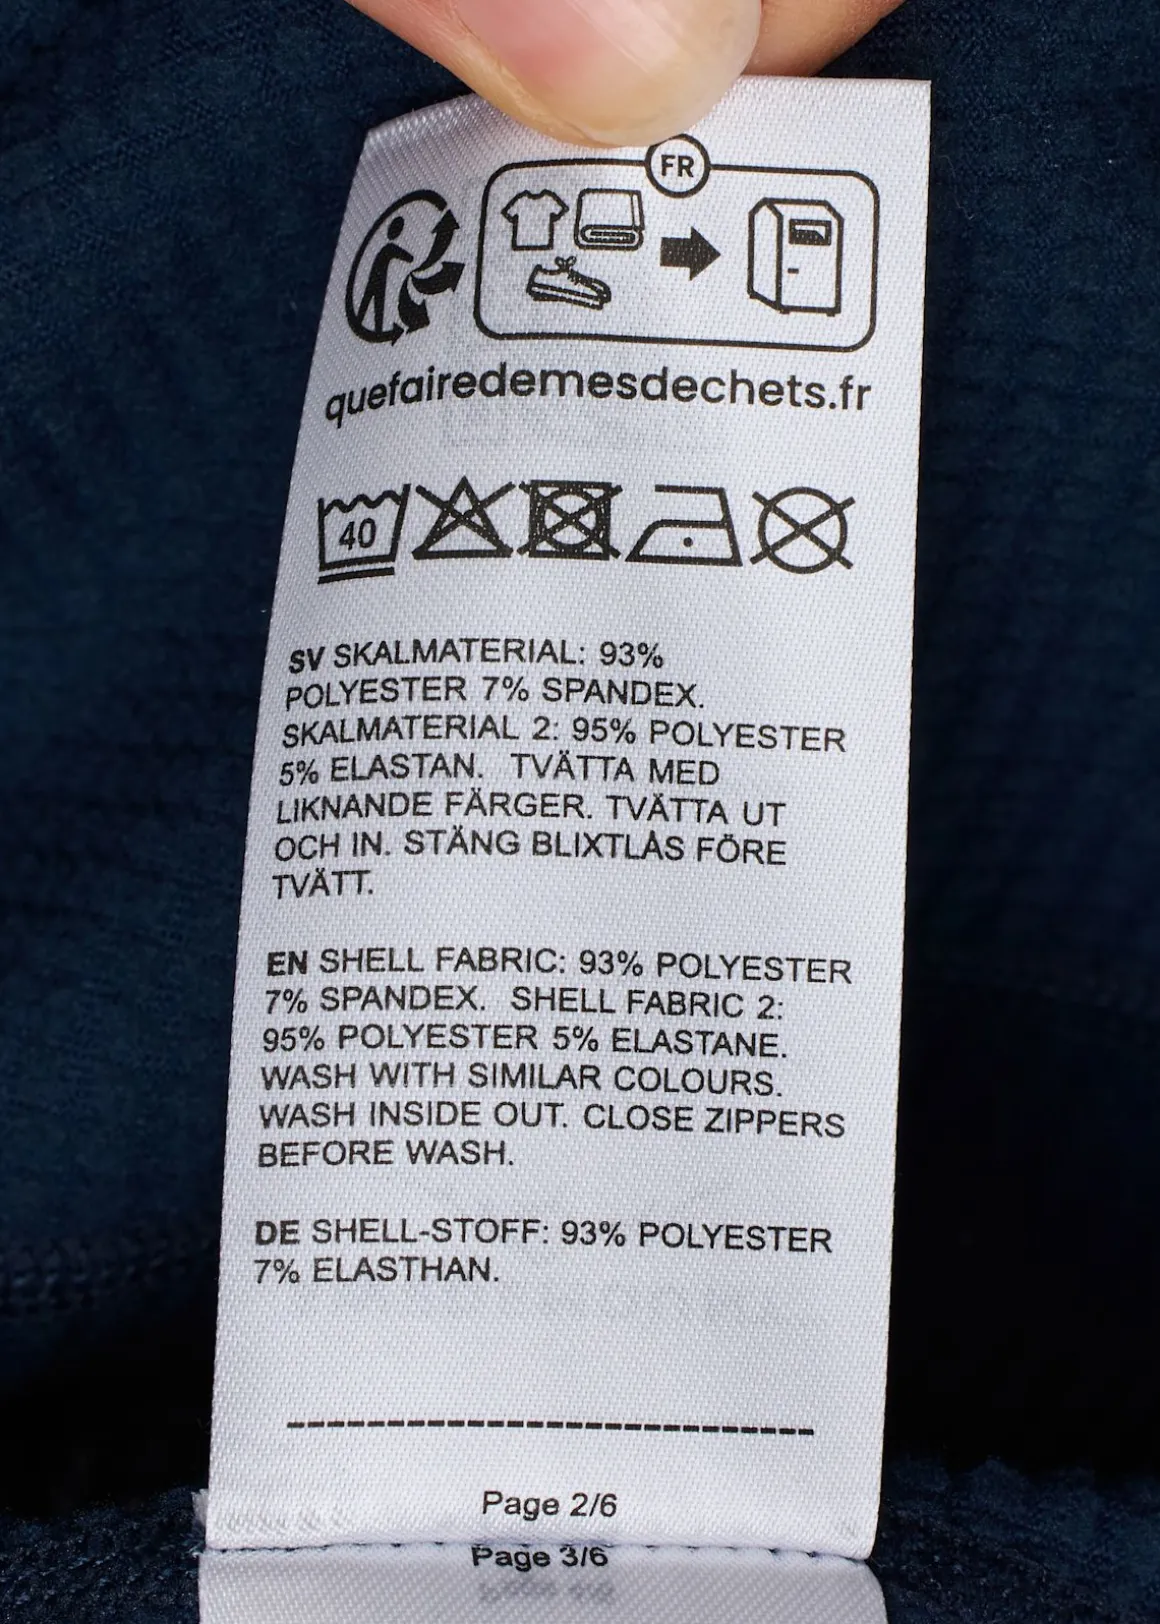 FR
quefairedemesdechets.fr
40
SV SKALMATERIAL: 93%
POLYESTER 7% SPANDEX.
SKALMATERIAL 2: 95% POLYESTER
5% ELASTAN. TVÄTTA MED
LIKNANDE FÄRGER. TVÄTTA UT
OCH IN. STÄNG BLIXTLÅS FÖRE
TVÄTT.
EN SHELL FABRIC: 93% POLYESTER
7% SPANDEX. SHELL FABRIC 2:
95% POLYESTER 5% ELASTANE.
WASH WITH SIMILAR COLOURS.
WASH INSIDE OUT. CLOSE ZIPPERS
BEFORE WASH.
DE SHELL-STOFF: 93% POLYESTER
7% ELASTHAN.
Page 2/6
Page 3/6